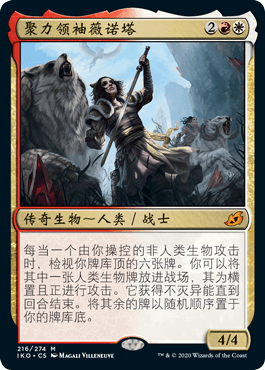 聚力领袖薇诺塔 2
传奇生物～人类／战士
每当一个由你操控的非人类生物攻击
时，检视你牌库顶的六张牌。你可以将
其中一张人类生物牌放进战场，其为横
置且正进行攻击。它获得不灭异能直到
回合结束。将其余的牌以随机顺序置于
你的牌库底。
4/4
216/274 M
IKO • CS MAGALI VILLENEUVE
™ & © 2020 Wizards of the Coast